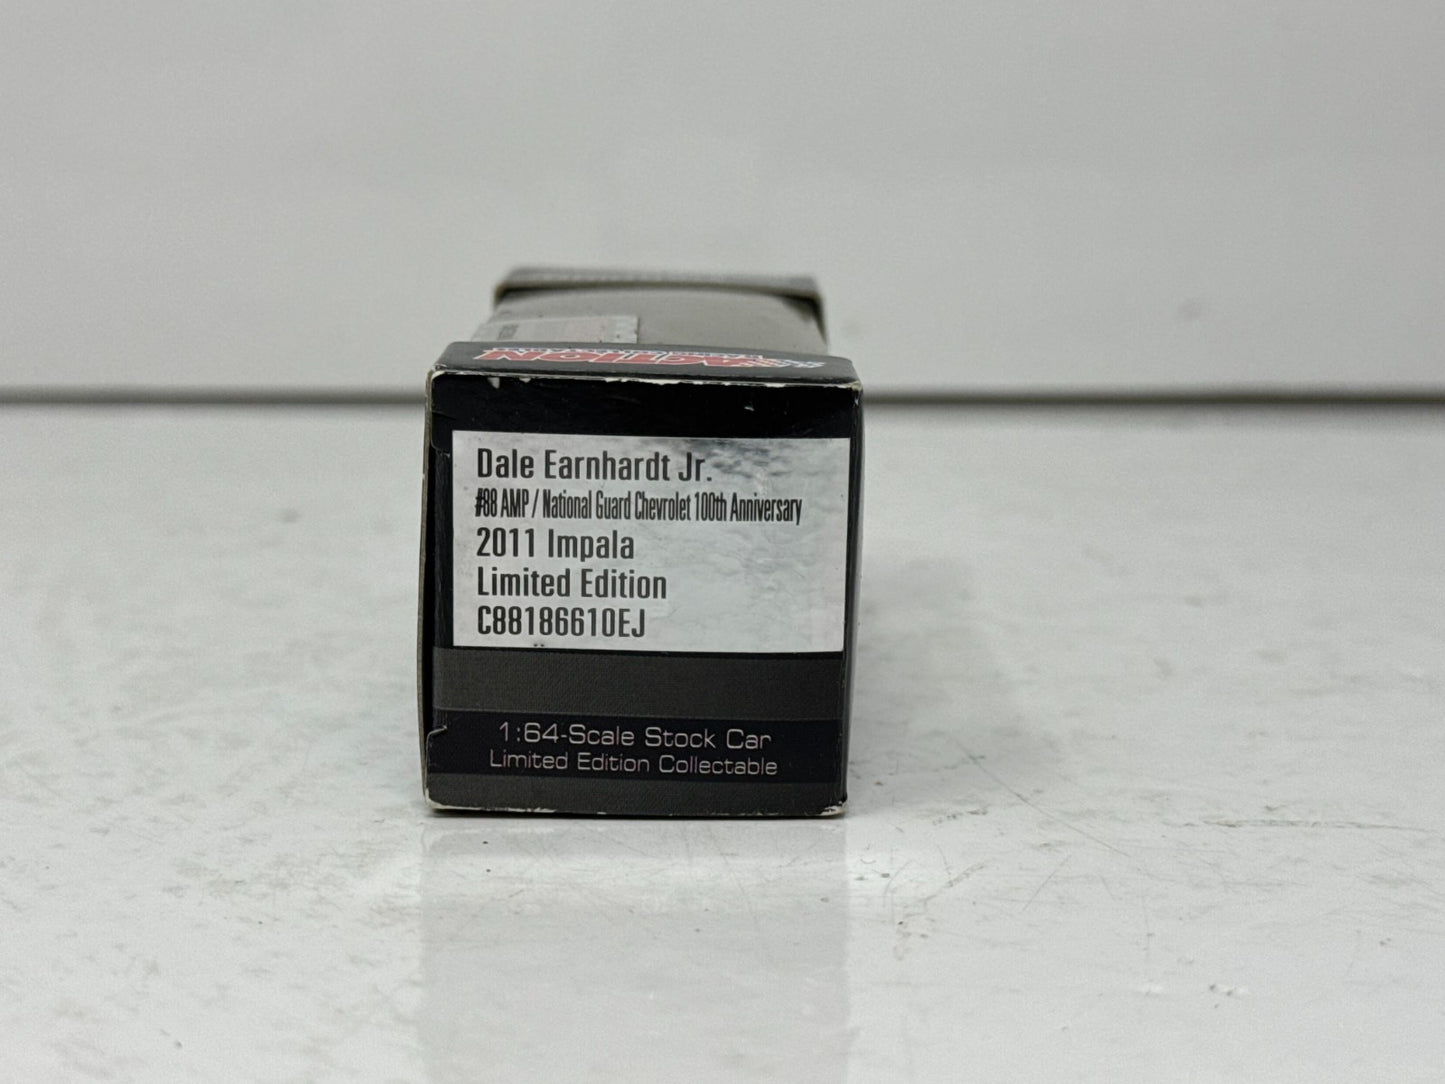 ACTION
Dale Earnhardt Jr.
#88 AMP / National Guard Chevrolet 100th Anniversary
2011 Impala
Limited Edition
C88186610EJ
1:64-Scale Stock Car
Limited Edition Collectable